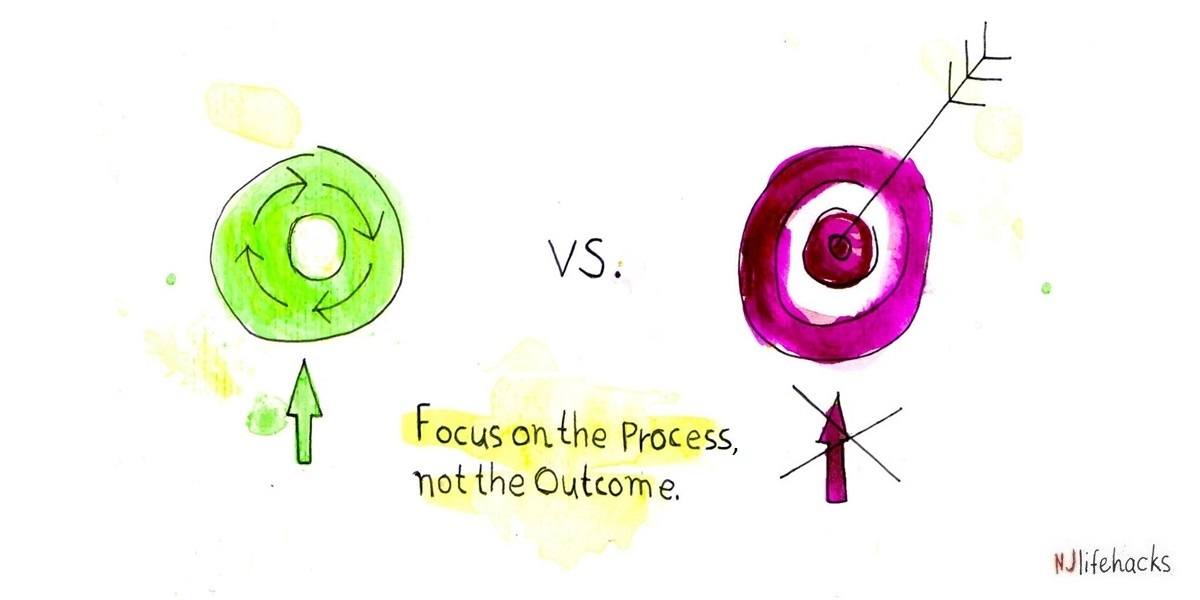 VS.
Focus on the Process,
not the Outcome.
NJlifehacks